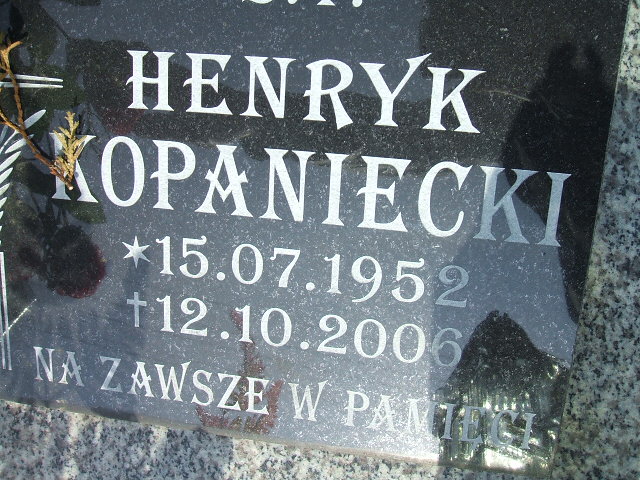 Ś.P.
HENRYK
KOPANIECKI
* 15.07.1952
† 12.10.2006
NA ZAWSZE W PAMIĘCI